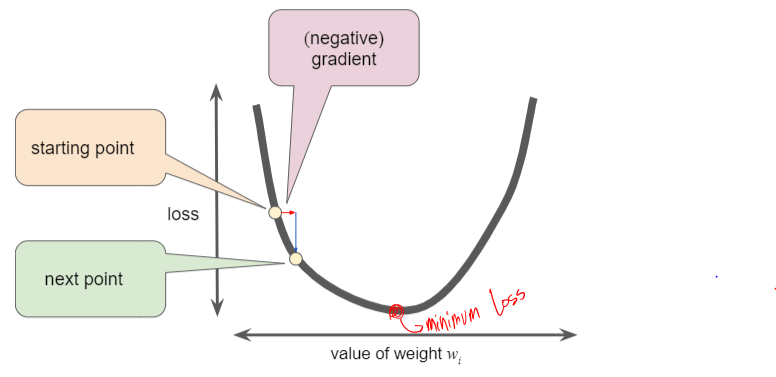 (negative)
gradient
starting point
loss
next point
minimum loss
value of weight wᵢ